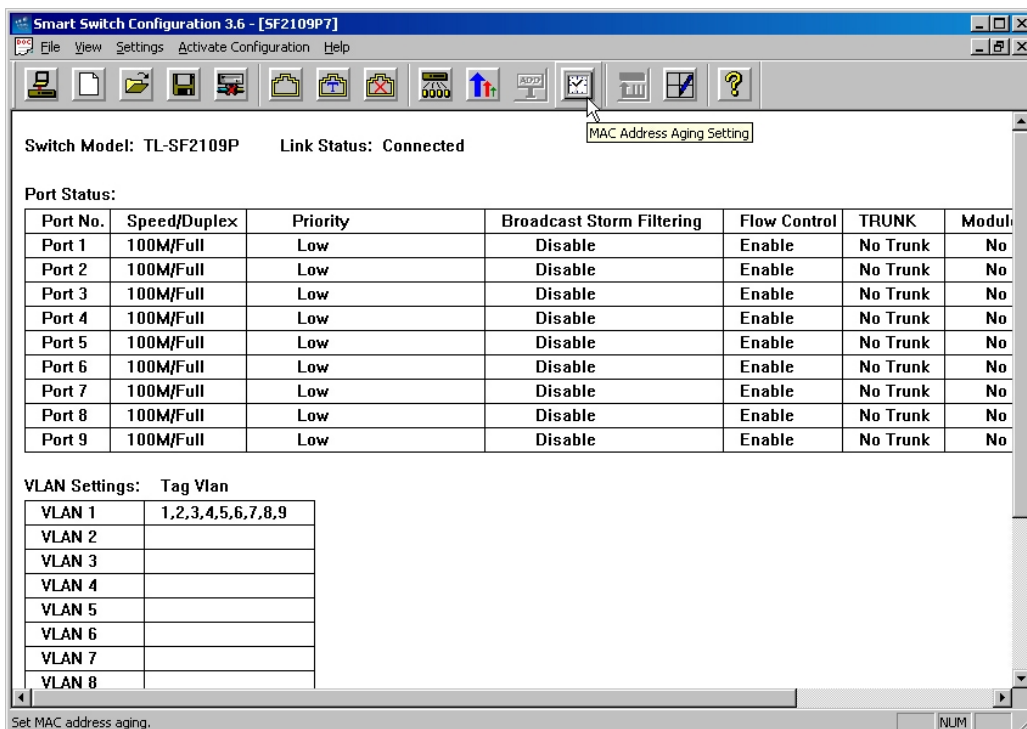 Smart Switch Configuration 3.6 - [SF2109P7]
File View Settings Activate Configuration Help
ADD
MAC Address Aging Setting
Switch Model: TL-SF2109P Link Status: Connected
Port Status:
Port No. Speed/Duplex Priority Broadcast Storm Filtering Flow Control TRUNK Module
Port 1 100M/Full Low Disable Enable No Trunk No
Port 2 100M/Full Low Disable Enable No Trunk No
Port 3 100M/Full Low Disable Enable No Trunk No
Port 4 100M/Full Low Disable Enable No Trunk No
Port 5 100M/Full Low Disable Enable No Trunk No
Port 6 100M/Full Low Disable Enable No Trunk No
Port 7 100M/Full Low Disable Enable No Trunk No
Port 8 100M/Full Low Disable Enable No Trunk No
Port 9 100M/Full Low Disable Enable No Trunk No
VLAN Settings: Tag Vlan
VLAN 1 1,2,3,4,5,6,7,8,9
VLAN 2
VLAN 3
VLAN 4
VLAN 5
VLAN 6
VLAN 7
VLAN 8
Set MAC address aging. NUM